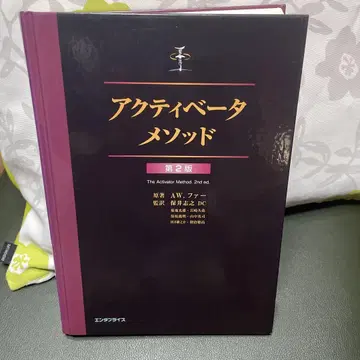 アクティベータ
メソッド
第2版
The Activator Method 2nd ed.
原著 A.W. ファー
監訳 保井志之 DC
エンタプライズ